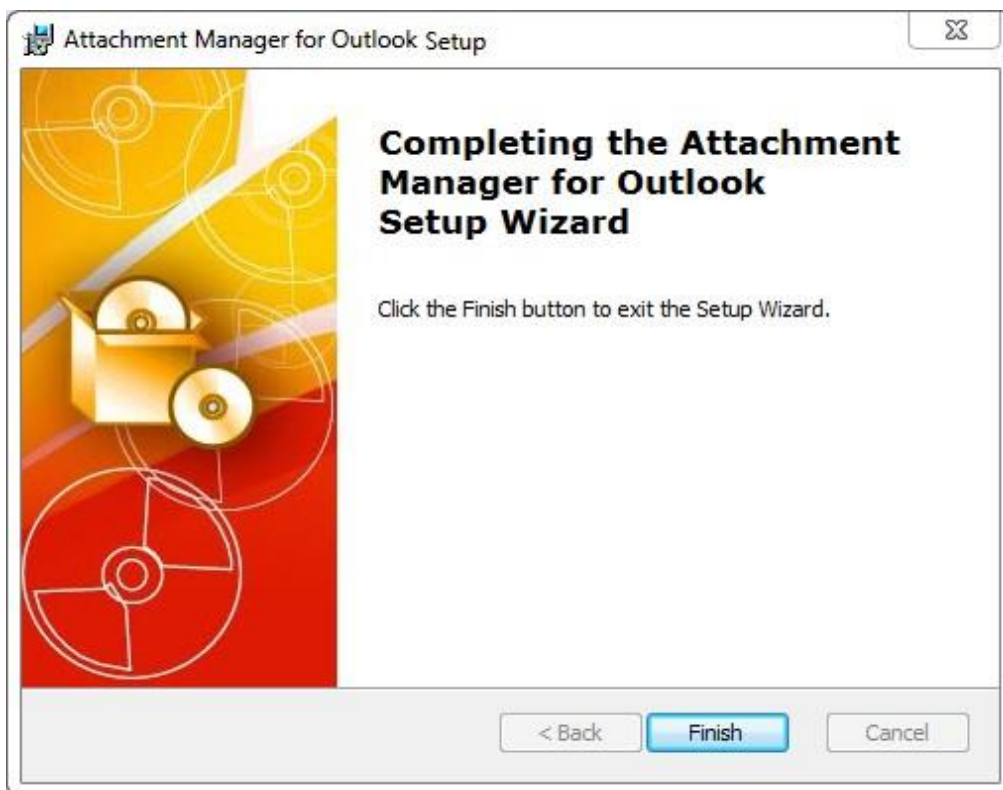 Attachment Manager for Outlook Setup
Completing the Attachment
Manager for Outlook
Setup Wizard
Click the Finish button to exit the Setup Wizard.
< Back
Finish
Cancel